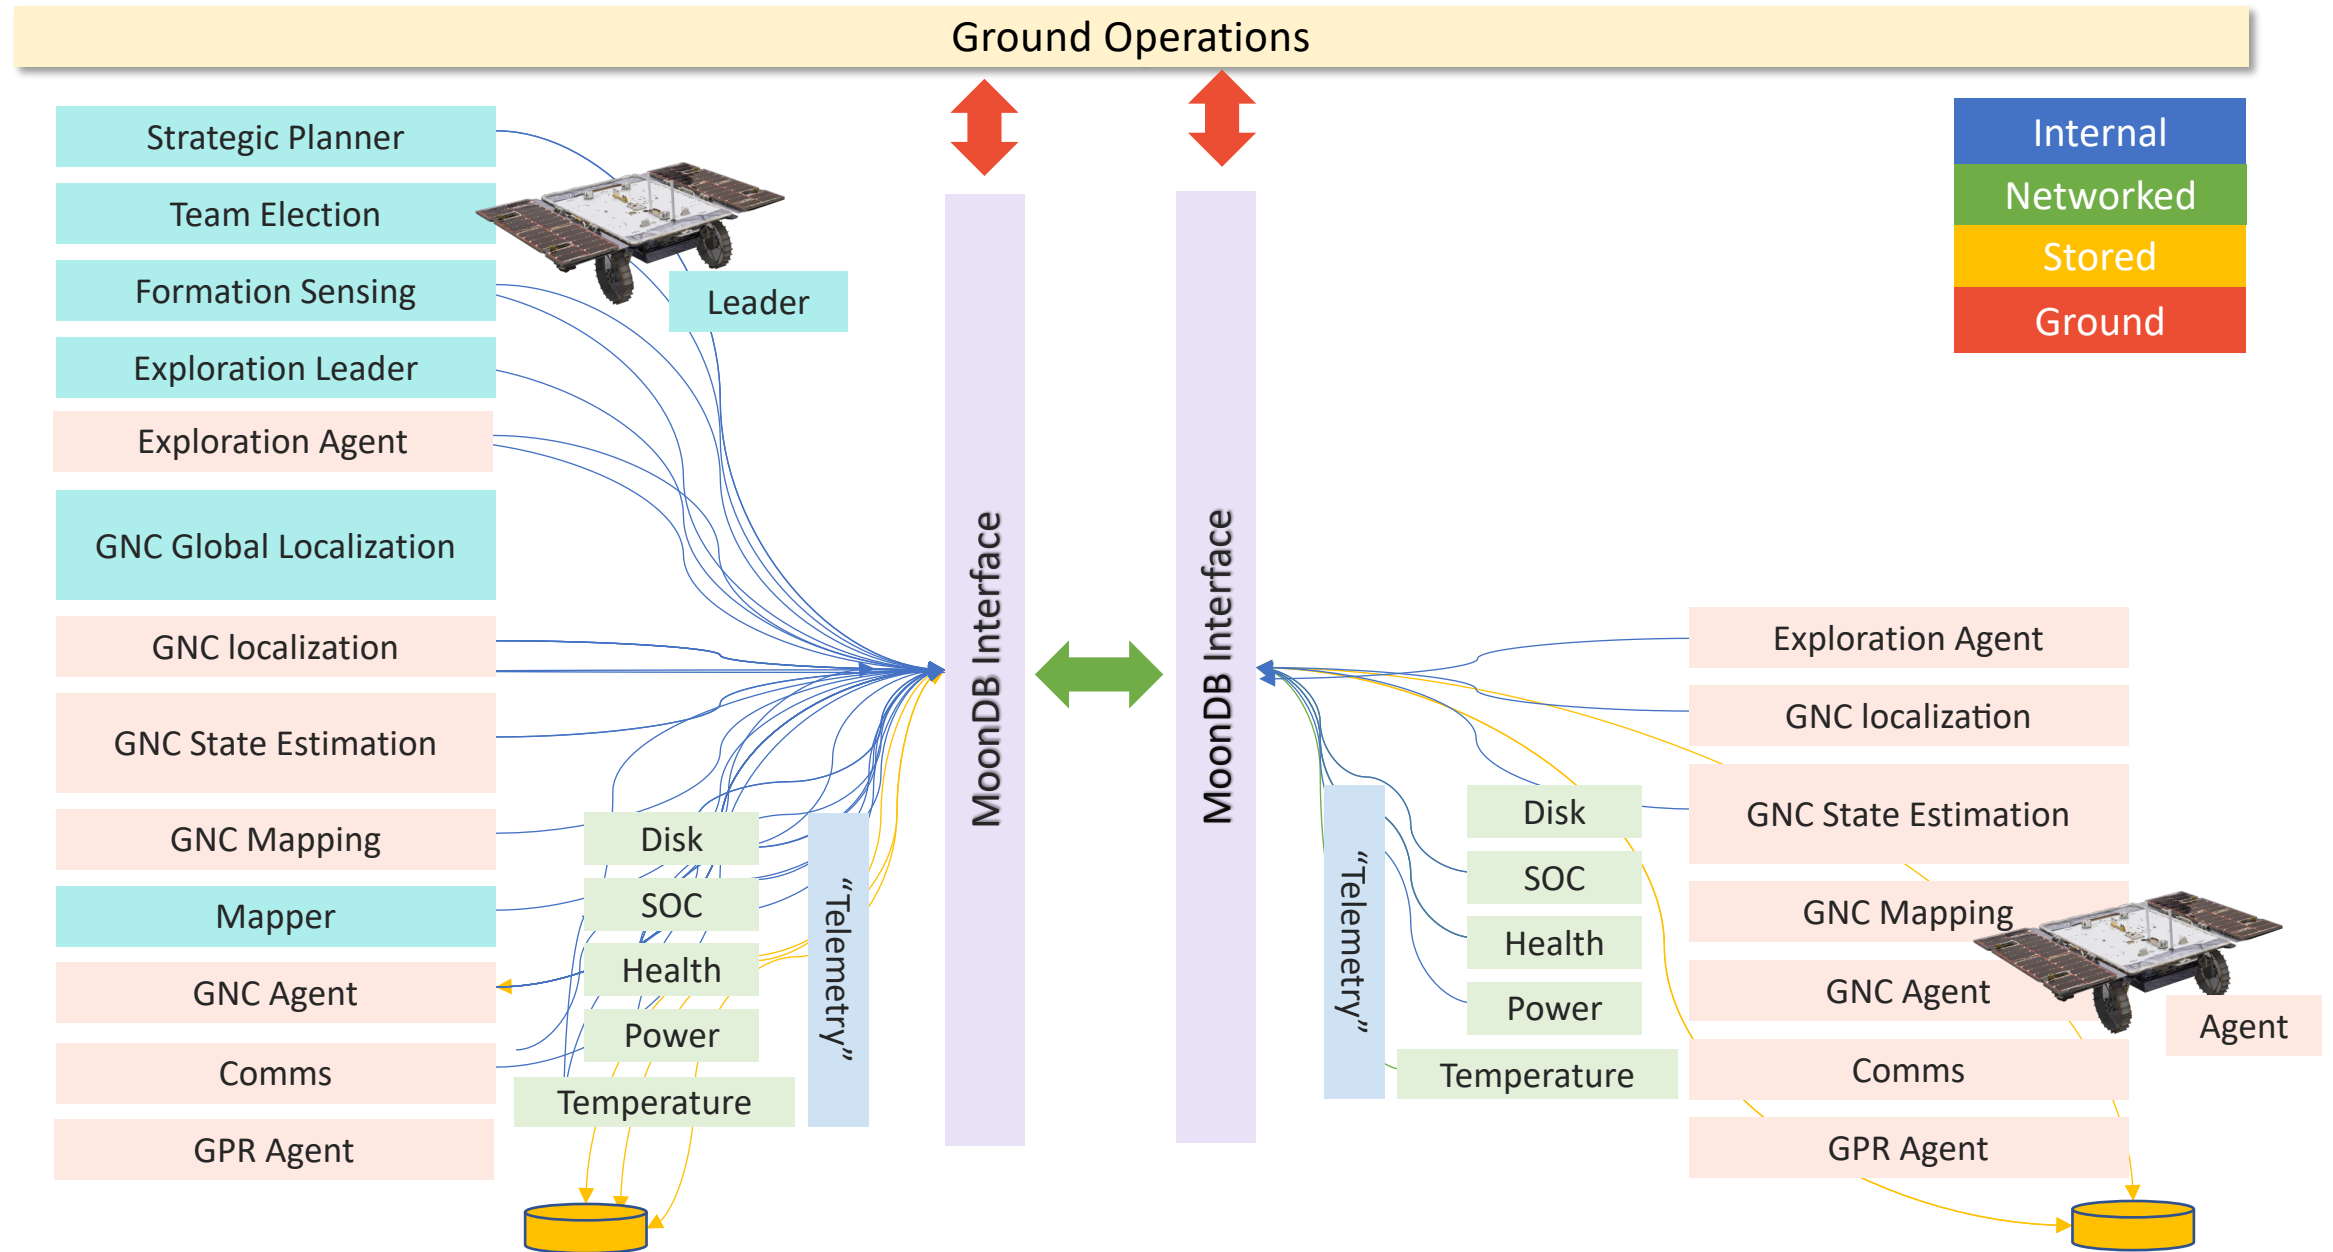 Ground Operations
Strategic Planner
Team Election
Formation Sensing
Exploration Leader
Exploration Agent
GNC Global Localization
GNC localization
GNC State Estimation
GNC Mapping
Mapper
GNC Agent
Comms
GPR Agent
Leader
Disk
SOC
Health
Power
Temperature
“Telemetry”
MoonDB Interface
MoonDB Interface
“Telemetry”
Disk
SOC
Health
Power
Temperature
Internal
Networked
Stored
Ground
Exploration Agent
GNC localization
GNC State Estimation
GNC Mapping
GNC Agent
Comms
GPR Agent
Agent